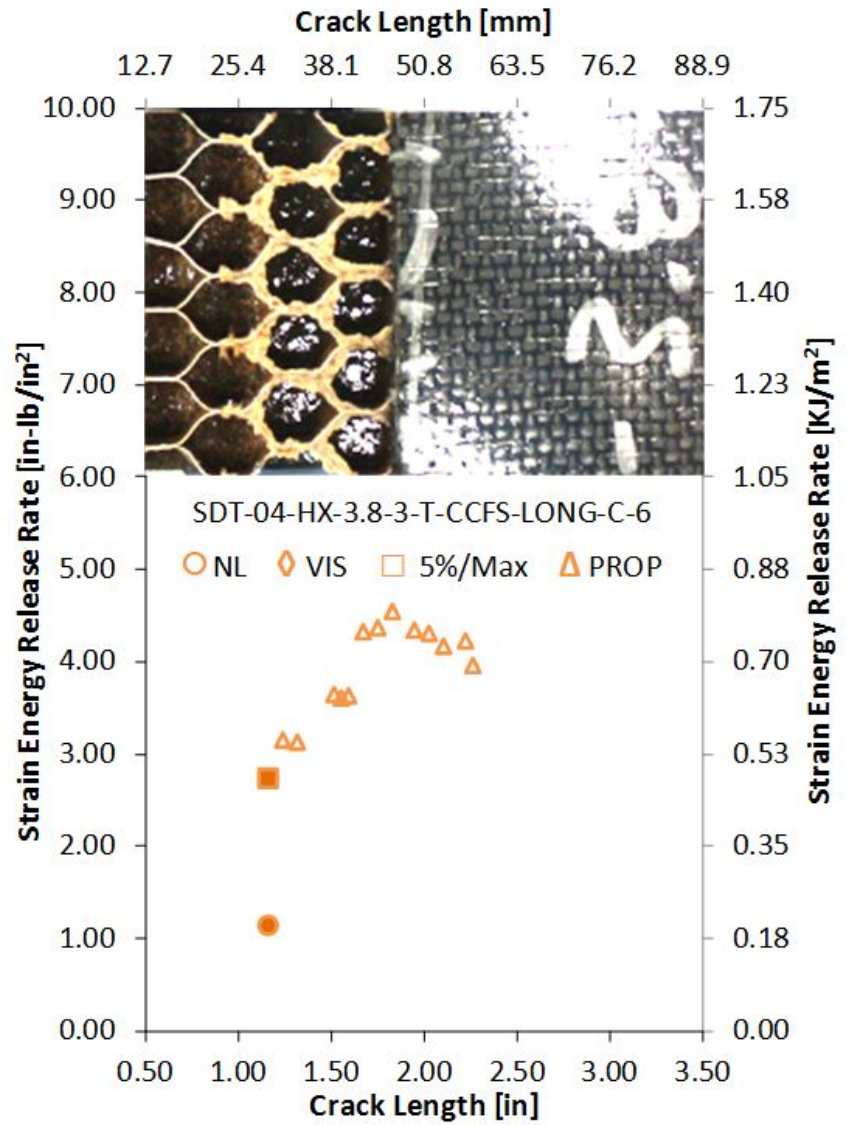 Crack Length [mm]
12.7 25.4 38.1 50.8 63.5 76.2 88.9
10.00 1.75
9.00 1.58
8.00 1.40
7.00 1.23
6.00 1.05
SDT-04-HX-3.8-3-T-CCFS-LONG-C-6
NL VIS 5%/Max PROP
5.00 0.88
4.00 0.70
3.00 0.53
2.00 0.35
1.00 0.18
0.00 0.00
Strain Energy Release Rate [in-lb/in²]
Strain Energy Release Rate [KJ/m²]
0.50 1.00 1.50 2.00 2.50 3.00 3.50
Crack Length [in]